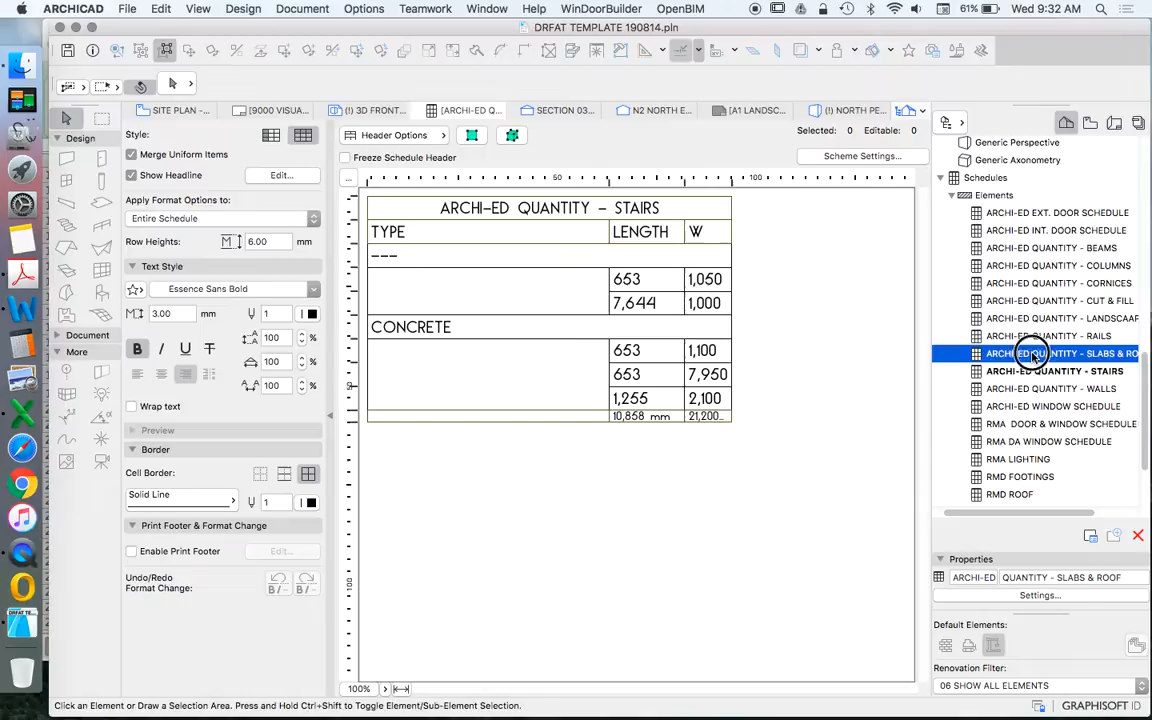 ARCHICAD File Edit View Design Document Options Teamwork Window Help WinDoorBuilder OpenBIM 61% Wed 9:32 AM
DRFAT TEMPLATE 190814.pln
SITE PLAN -... [9000 VISUA... (!) 3D FRONT... [ARCHI-ED Q... SECTION 03... N2 NORTH E... [A1 LANDSC... (!) NORTH PE...
Design
Document
More
Style:
Merge Uniform Items
Show Headline Edit...
Apply Format Options to:
Entire Schedule
Row Heights: 6.00 mm
Text Style
Essence Sans Bold
3.00 mm 1
100 %
B I U T 100 %
100 %
Wrap text
Preview
Border
Cell Border:
Solid Line 1
Print Footer & Format Change
Enable Print Footer Edit...
Undo/Redo
Format Change: B/ B/
Header Options
Selected: 0 Editable: 0
Freeze Schedule Header Scheme Settings...
... 50 100
ARCHI-ED QUANTITY - STAIRS
TYPE LENGTH W
---
653 1,050
7,644 1,000
CONCRETE
653 1,100
653 7,950
1,255 2,100
10,858 mm 21,200...
100
100%
Click an Element or Draw a Selection Area. Press and Hold Ctrl+Shift to Toggle Element/Sub-Element Selection.
Generic Perspective
Generic Axonometry
Schedules
Elements
ARCHI-ED EXT. DOOR SCHEDULE
ARCHI-ED INT. DOOR SCHEDULE
ARCHI-ED QUANTITY - BEAMS
ARCHI-ED QUANTITY - COLUMNS
ARCHI-ED QUANTITY - CORNICES
ARCHI-ED QUANTITY - CUT & FILL
ARCHI-ED QUANTITY - LANDSCAP
ARCHI-ED QUANTITY - RAILS
ARCHI-ED QUANTITY - SLABS & RO
ARCHI-ED QUANTITY - STAIRS
ARCHI-ED QUANTITY - WALLS
ARCHI-ED WINDOW SCHEDULE
RMA DOOR & WINDOW SCHEDULE
RMA DA WINDOW SCHEDULE
RMA LIGHTING
RMD FOOTINGS
RMD ROOF
Properties
ARCHI-ED QUANTITY - SLABS & ROOF
Settings...
Default Elements:
Renovation Filter:
06 SHOW ALL ELEMENTS
GRAPHISOFT ID